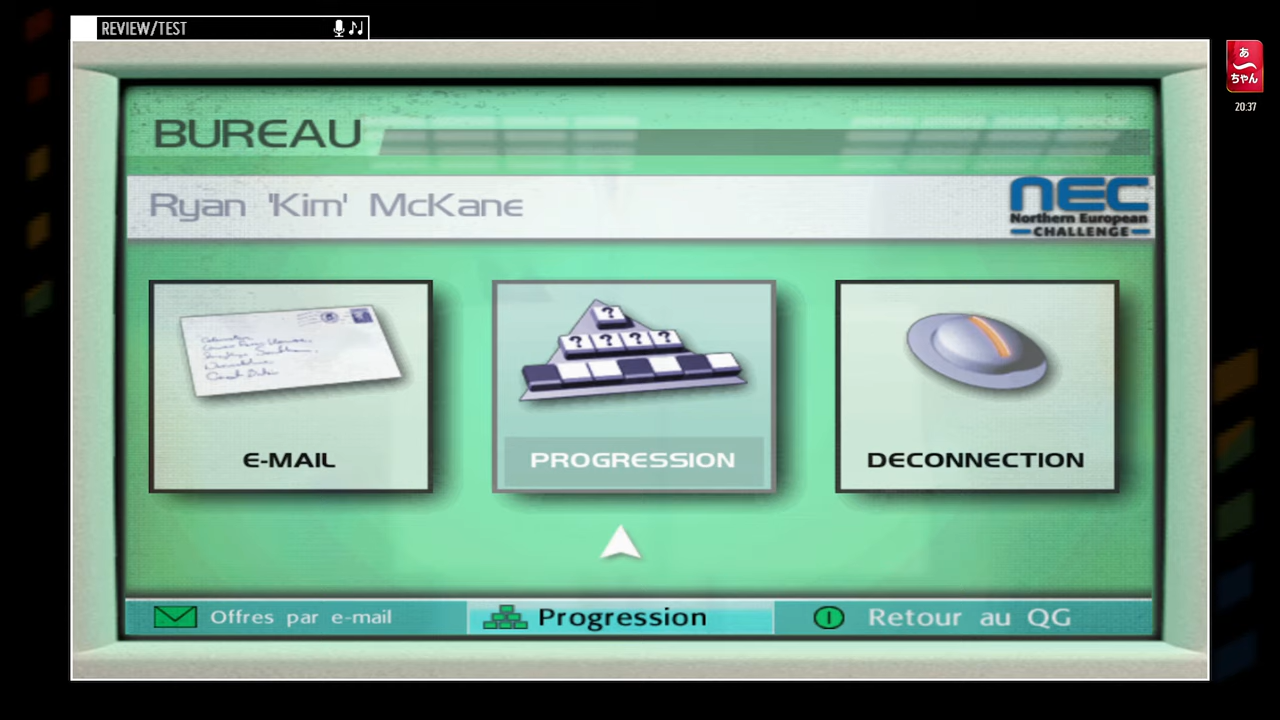 REVIEW/TEST
あ
ー
ちゃん
20:37
BUREAU
Ryan 'Kim' McKane
NEC
Northern European
CHALLENGE
? 
? ? ? ?
E-MAIL
PROGRESSION
DECONNECTION
Offres par e-mail
Progression
Retour au QG